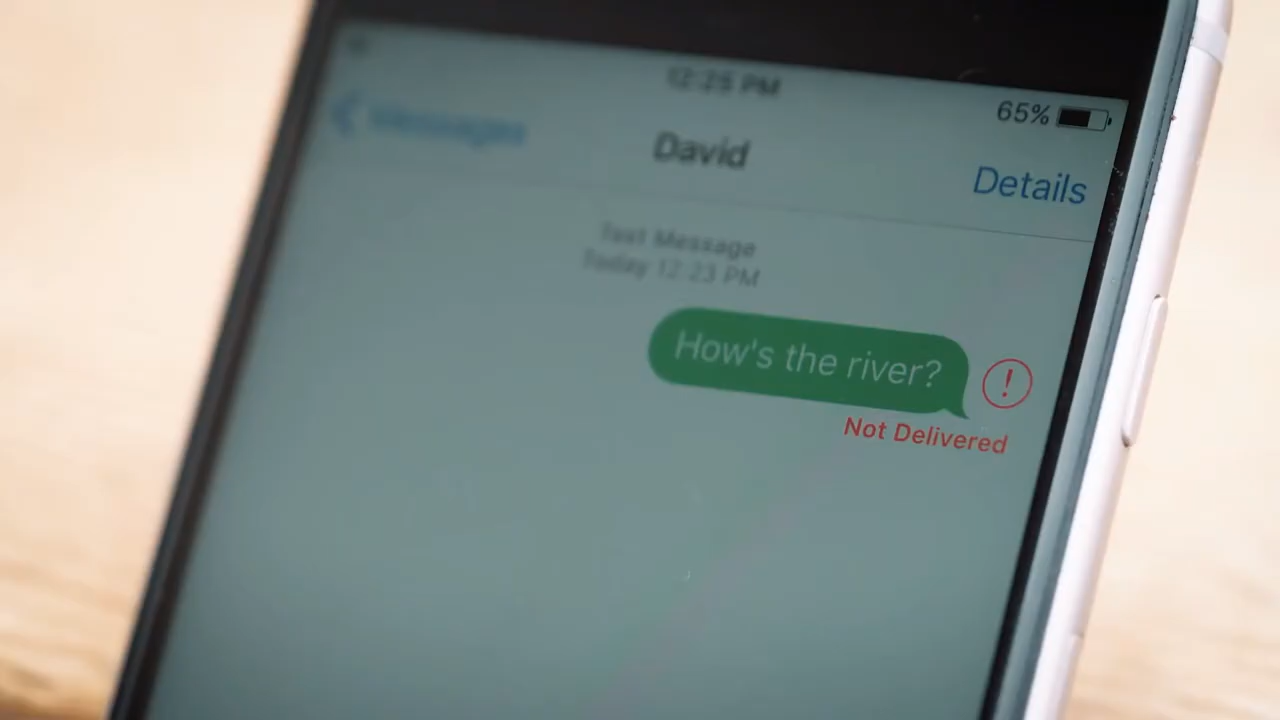 12:25 PM
65%
Messages
David
Details
Text Message
Today 12:23 PM
How's the river?
!
Not Delivered